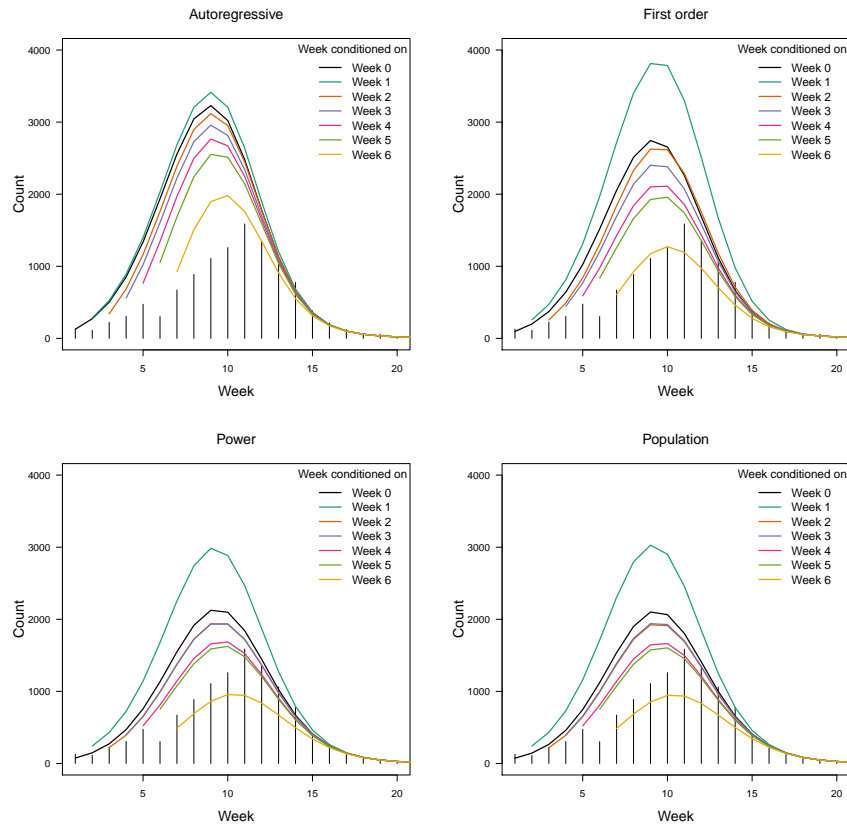 Autoregressive
Count
4000
3000
2000
1000
0
Week conditioned on
Week 0
Week 1
Week 2
Week 3
Week 4
Week 5
Week 6
5
10
15
20
Week
First order
Count
4000
3000
2000
1000
0
Week conditioned on
Week 0
Week 1
Week 2
Week 3
Week 4
Week 5
Week 6
5
10
15
20
Week
Power
Count
4000
3000
2000
1000
0
Week conditioned on
Week 0
Week 1
Week 2
Week 3
Week 4
Week 5
Week 6
5
10
15
20
Week
Population
Count
4000
3000
2000
1000
0
Week conditioned on
Week 0
Week 1
Week 2
Week 3
Week 4
Week 5
Week 6
5
10
15
20
Week